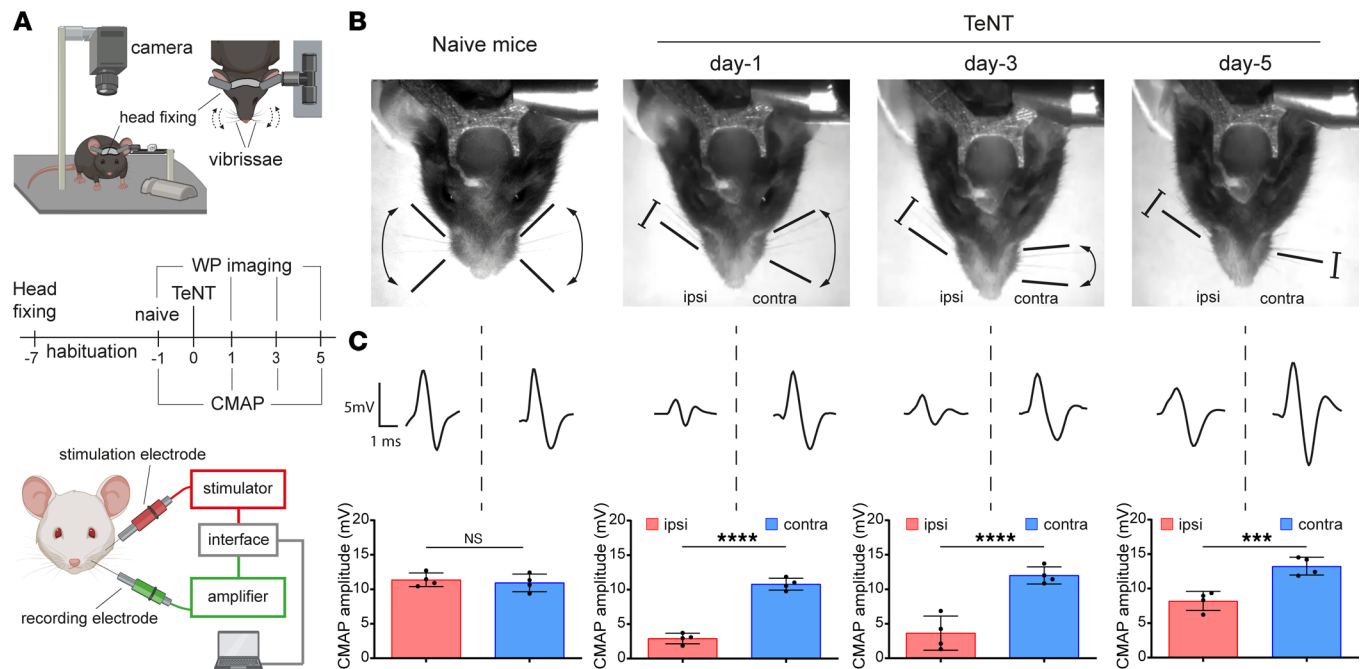 A
camera
head fixing
vibrissae
WP imaging
Head
fixing
TeNT
naive
habituation
-7
-1
0
1
3
5
CMAP
stimulation electrode
stimulator
interface
amplifier
recording electrode
B
Naive mice
TeNT
day-1
day-3
day-5
ipsi
contra
ipsi
contra
ipsi
contra
C
5mV
1 ms
CMAP amplitude (mV)
20
15
10
5
0
NS
CMAP amplitude (mV)
20
15
10
5
0
ipsi
contra
****
CMAP amplitude (mV)
20
15
10
5
0
ipsi
contra
****
CMAP amplitude (mV)
20
15
10
5
0
ipsi
contra
***